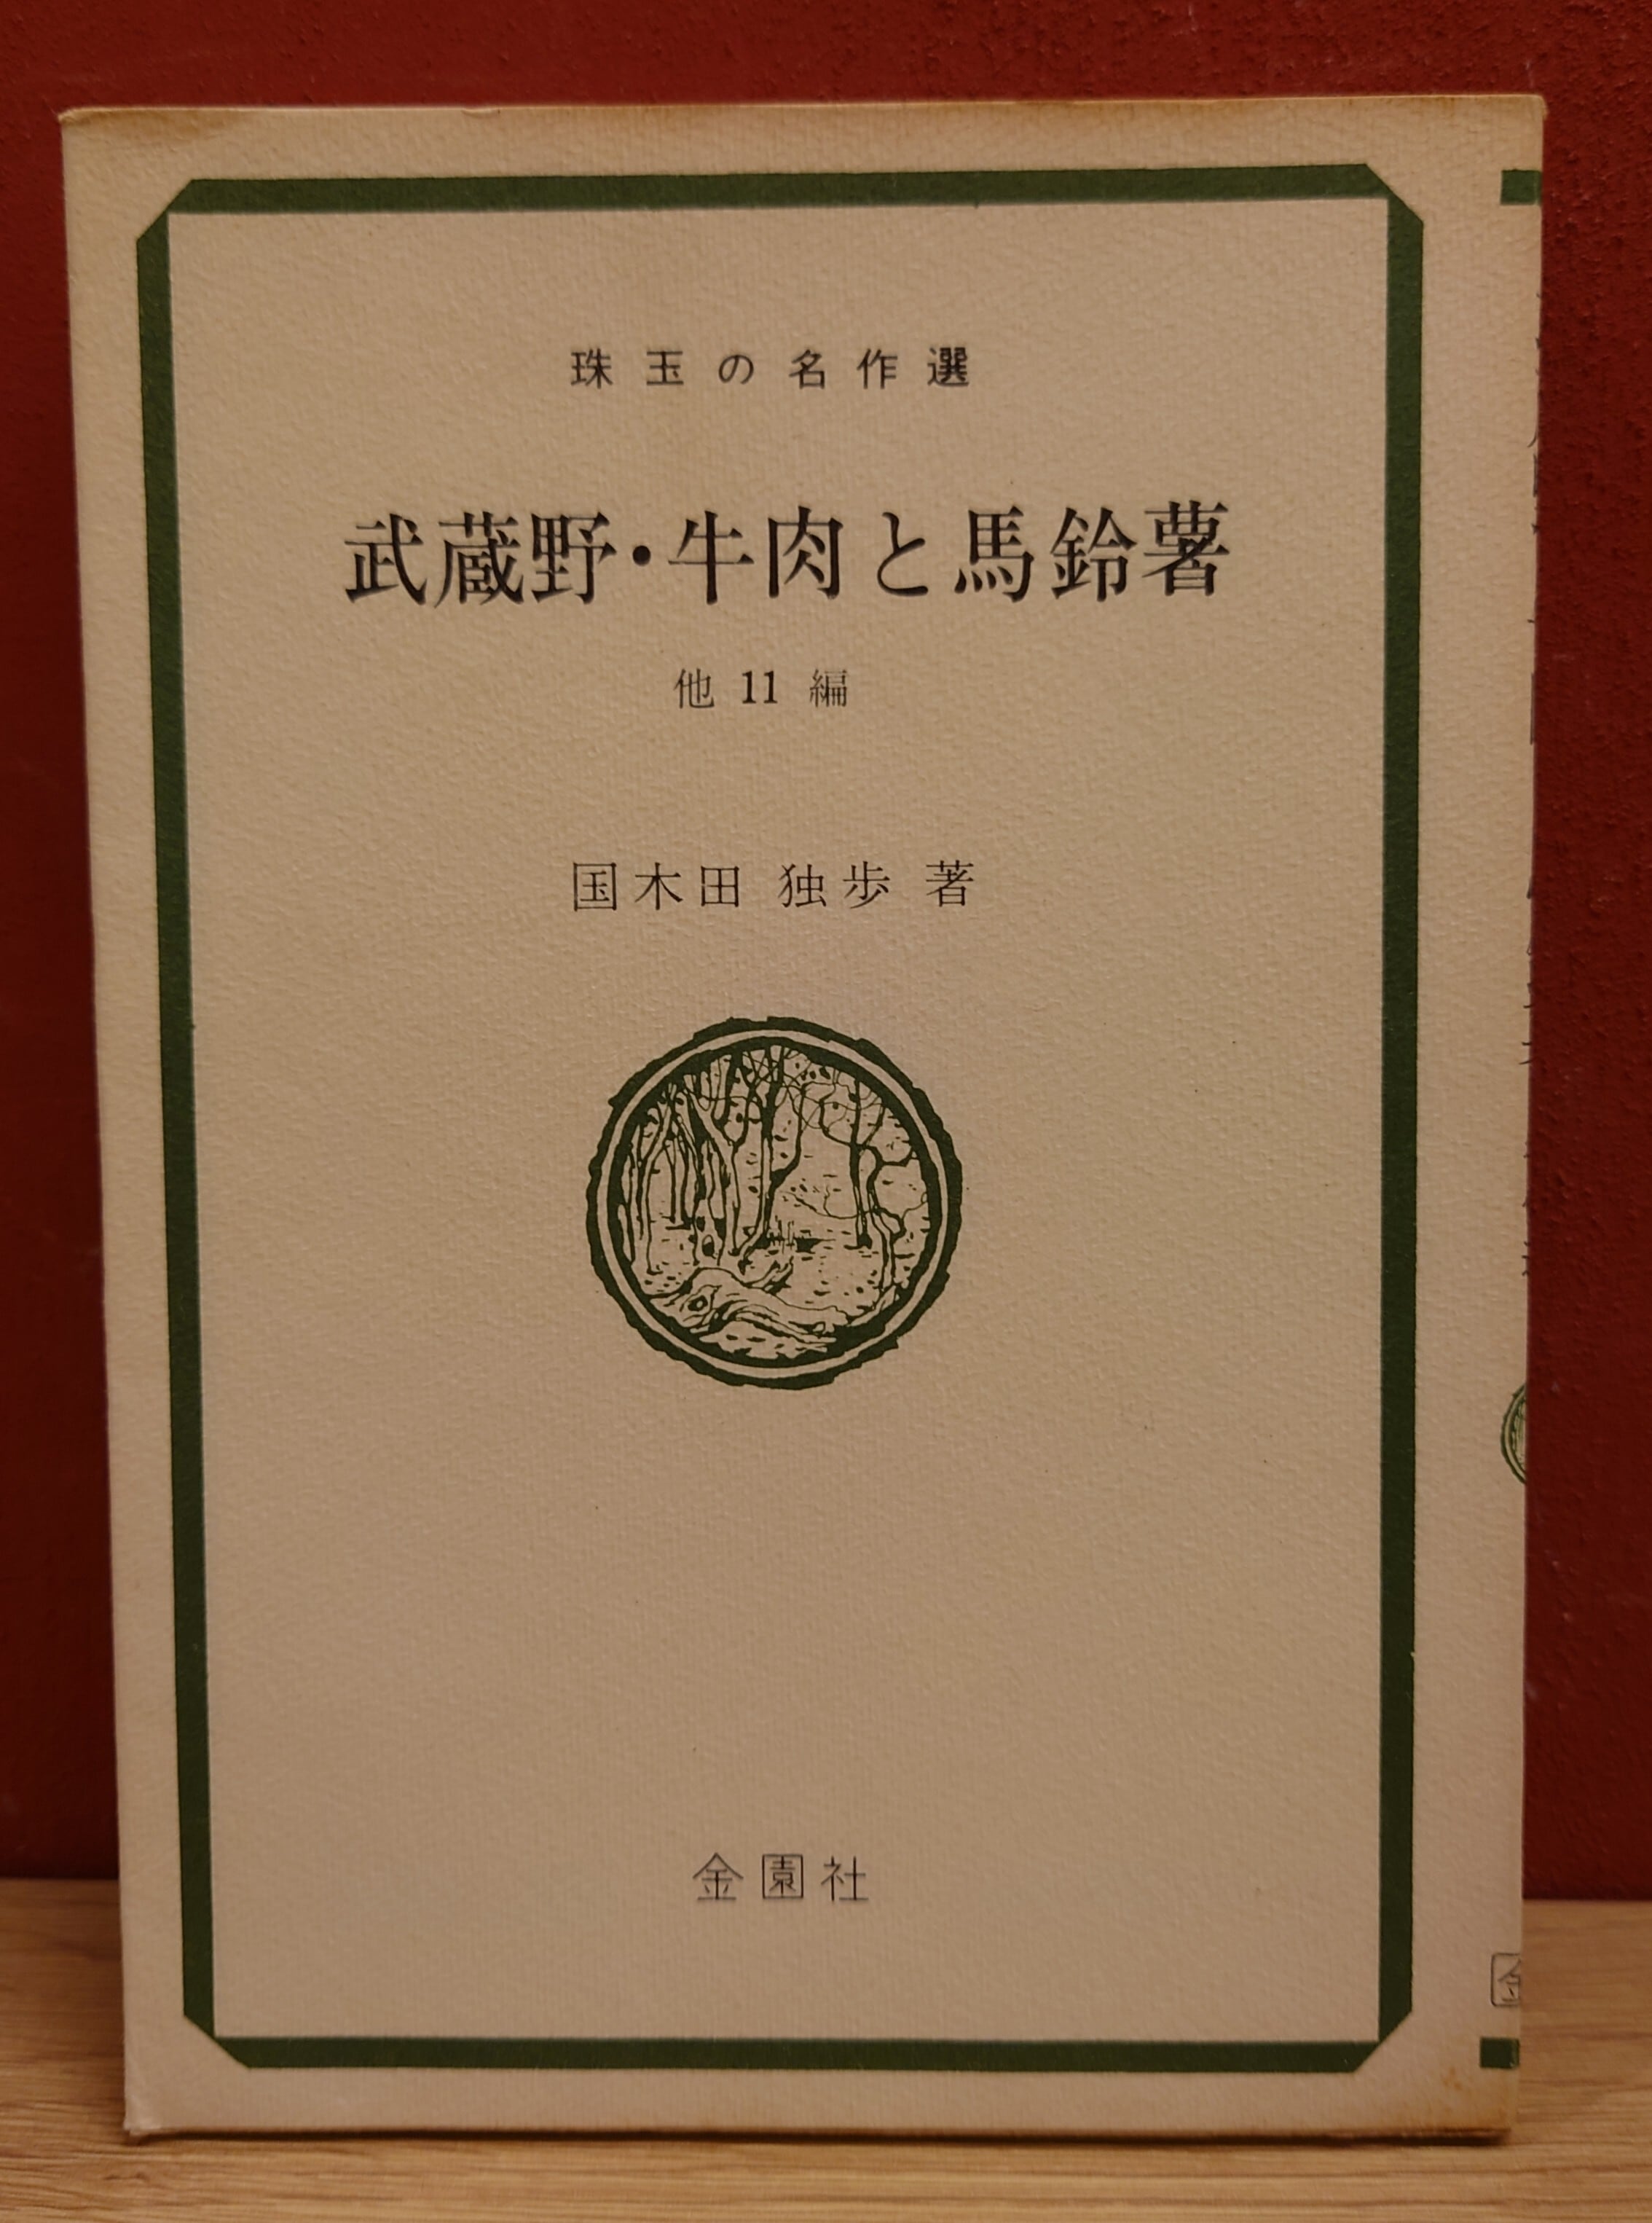 珠玉の名作選
武蔵野・牛肉と馬鈴薯
他 11 編
国木田 独歩 著
金園社